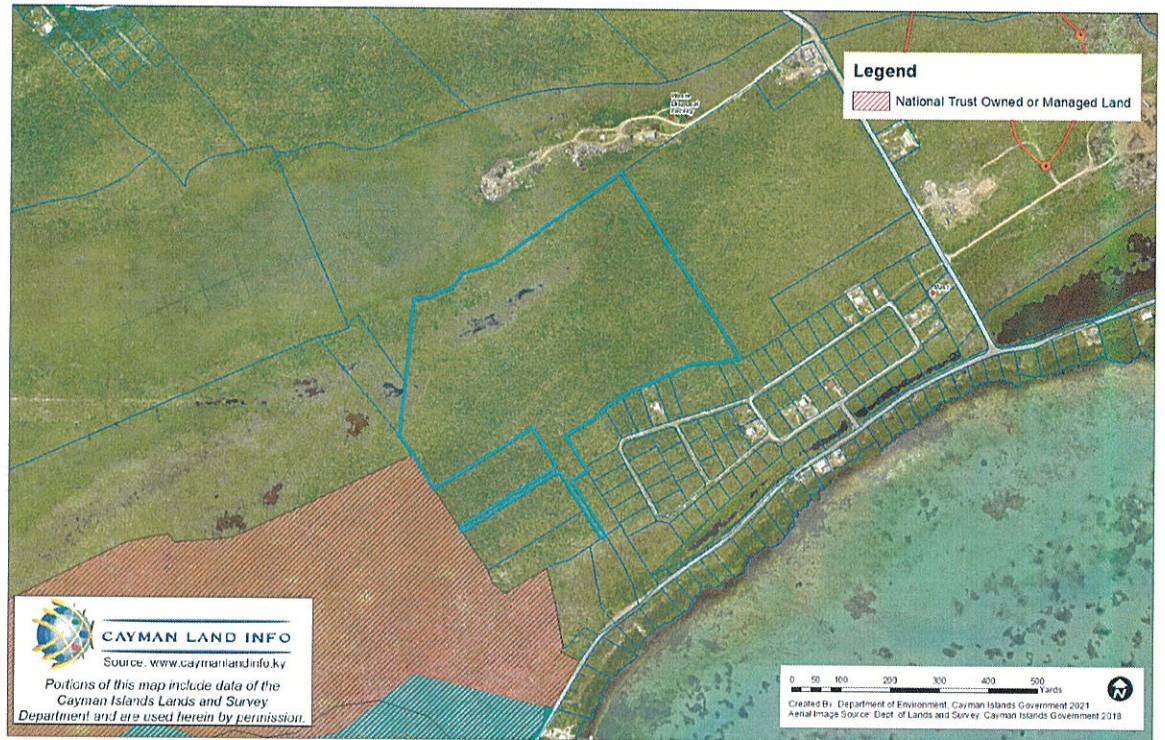 Legend
National Trust Owned or Managed Land
CAYMAN LAND INFO
Source: www.caymanlandinfo.ky
Portions of this map include data of the
Cayman Islands Lands and Survey
Department and are used herein by permission.
0 50 100 200 300 400 500
Yards
N
Created By: Department of Environment, Cayman Islands Government 2021
Aerial Image Source: Dept. of Lands and Survey, Cayman Islands Government 2018